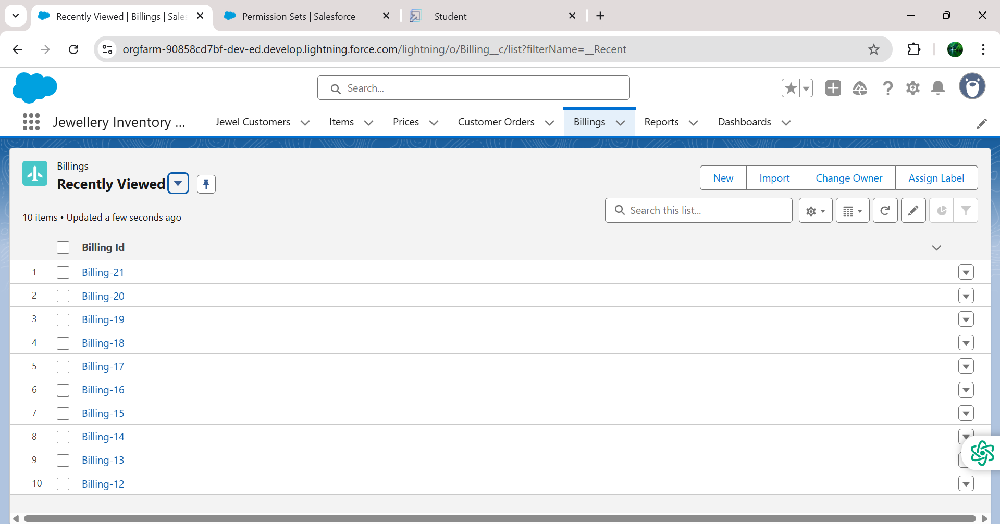 Recently Viewed | Billings | Sale
Permission Sets | Salesforce
- Student
orgfarm-90858cd7bf-dev-ed.develop.lightning.force.com/lightning/o/Billing__c/list?filterName=__Recent
Search...
Jewellery Inventory ...
Jewel Customers
Items
Prices
Customer Orders
Billings
Reports
Dashboards
Billings
Recently Viewed
New
Import
Change Owner
Assign Label
10 items • Updated a few seconds ago
Search this list...
Billing Id
1 Billing-21
2 Billing-20
3 Billing-19
4 Billing-18
5 Billing-17
6 Billing-16
7 Billing-15
8 Billing-14
9 Billing-13
10 Billing-12